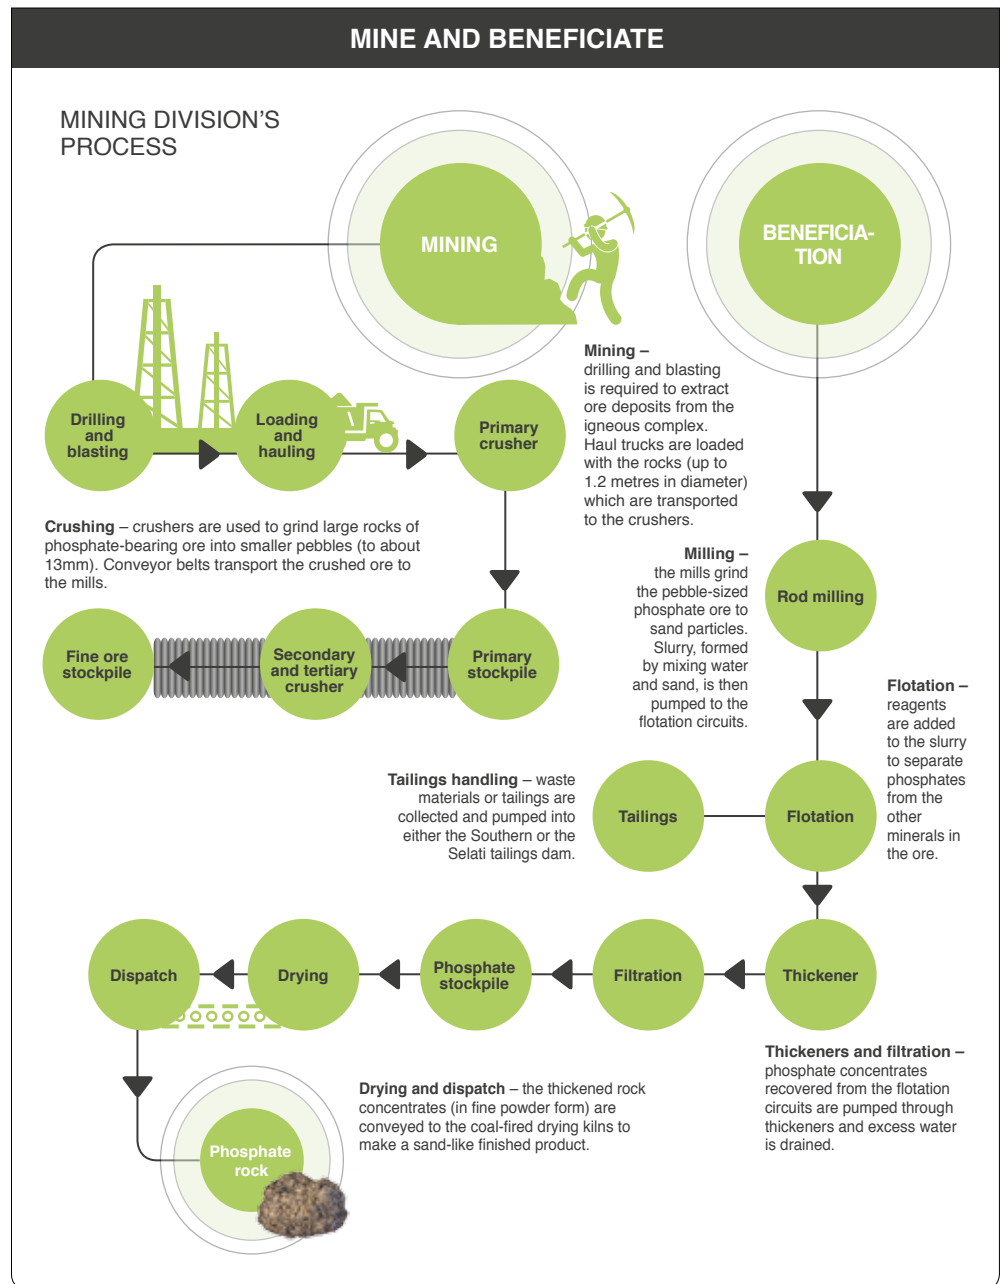 MINE AND BENEFICIATE
MINING DIVISION'S
PROCESS
MINING
BENEFICIA-
TION
Drilling
and
blasting
Loading
and
hauling
Primary
crusher
Mining –
drilling and blasting
is required to extract
ore deposits from the
igneous complex.
Haul trucks are loaded
with the rocks (up to
1.2 metres in diameter)
which are transported
to the crushers.
Crushing – crushers are used to grind large rocks of
phosphate-bearing ore into smaller pebbles (to about
13mm). Conveyor belts transport the crushed ore to
the mills.
Milling –
the mills grind
the pebble-sized
phosphate ore to
sand particles.
Slurry, formed
by mixing water
and sand, is then
pumped to the
flotation circuits.
Rod milling
Fine ore
stockpile
Secondary
and tertiary
crusher
Primary
stockpile
Flotation –
reagents
are added
to the slurry
to separate
phosphates
from the
other
minerals in
the ore.
Tailings handling – waste
materials or tailings are
collected and pumped into
either the Southern or the
Selati tailings dam.
Tailings
Flotation
Dispatch
Drying
Phosphate
stockpile
Filtration
Thickener
Thickeners and filtration –
phosphate concentrates
recovered from the flotation
circuits are pumped through
thickeners and excess water
is drained.
Drying and dispatch – the thickened rock
concentrates (in fine powder form) are
conveyed to the coal-fired drying kilns to
make a sand-like finished product.
Phosphate
rock